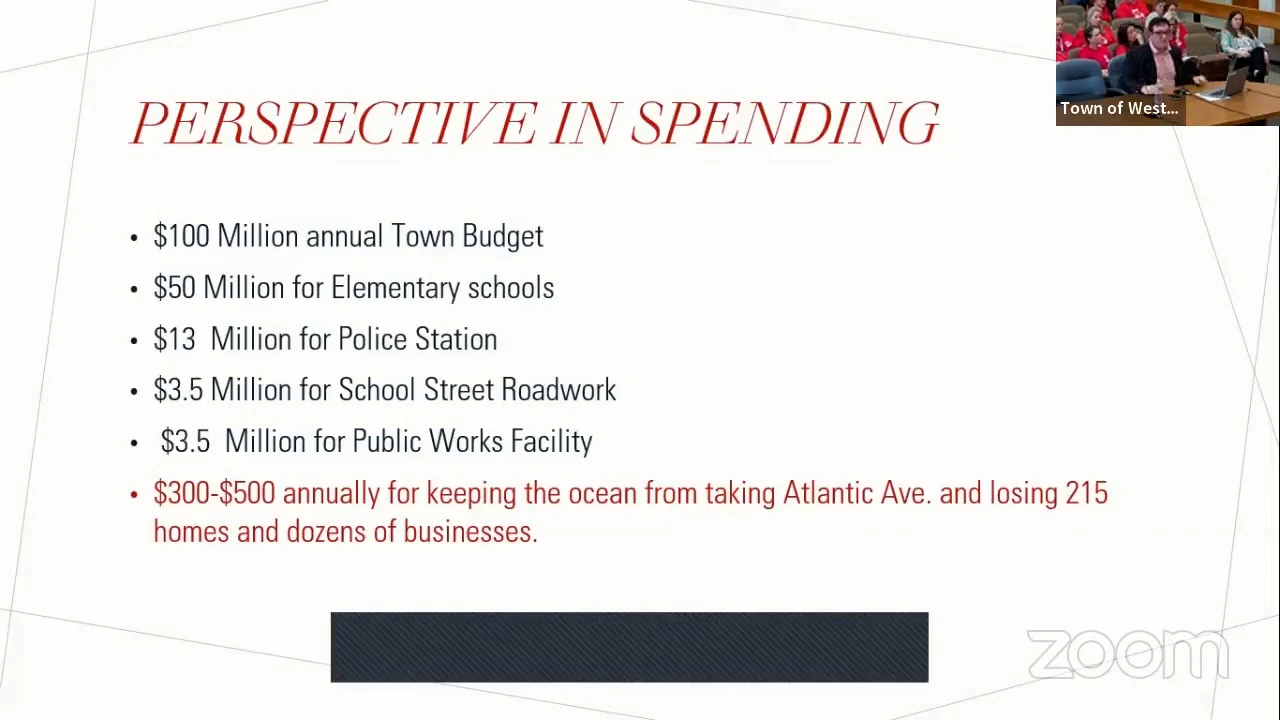 Town of West...
PERSPECTIVE IN SPENDING
• $100 Million annual Town Budget
• $50 Million for Elementary schools
• $13 Million for Police Station
• $3.5 Million for School Street Roadwork
• $3.5 Million for Public Works Facility
• $300-$500 annually for keeping the ocean from taking Atlantic Ave. and losing 215
homes and dozens of businesses.
zoom